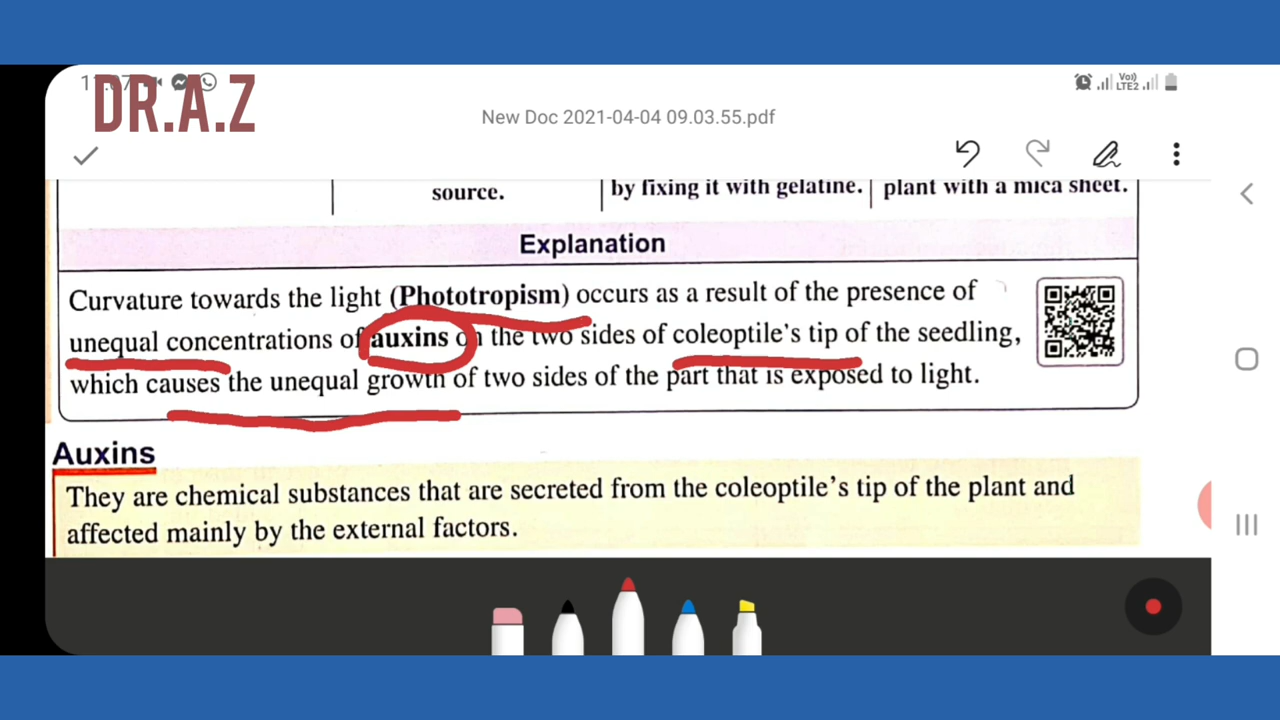 DR.A.Z
VoJ)
LTE2
New Doc 2021-04-04 09.03.55.pdf
source.
by fixing it with gelatine.
plant with a mica sheet.
Explanation
Curvature towards the light (Phototropism) occurs as a result of the presence of
unequal concentrations of auxins on the two sides of coleoptile's tip of the seedling,
which causes the unequal growth of two sides of the part that is exposed to light.
Auxins
They are chemical substances that are secreted from the coleoptile's tip of the plant and
affected mainly by the external factors.